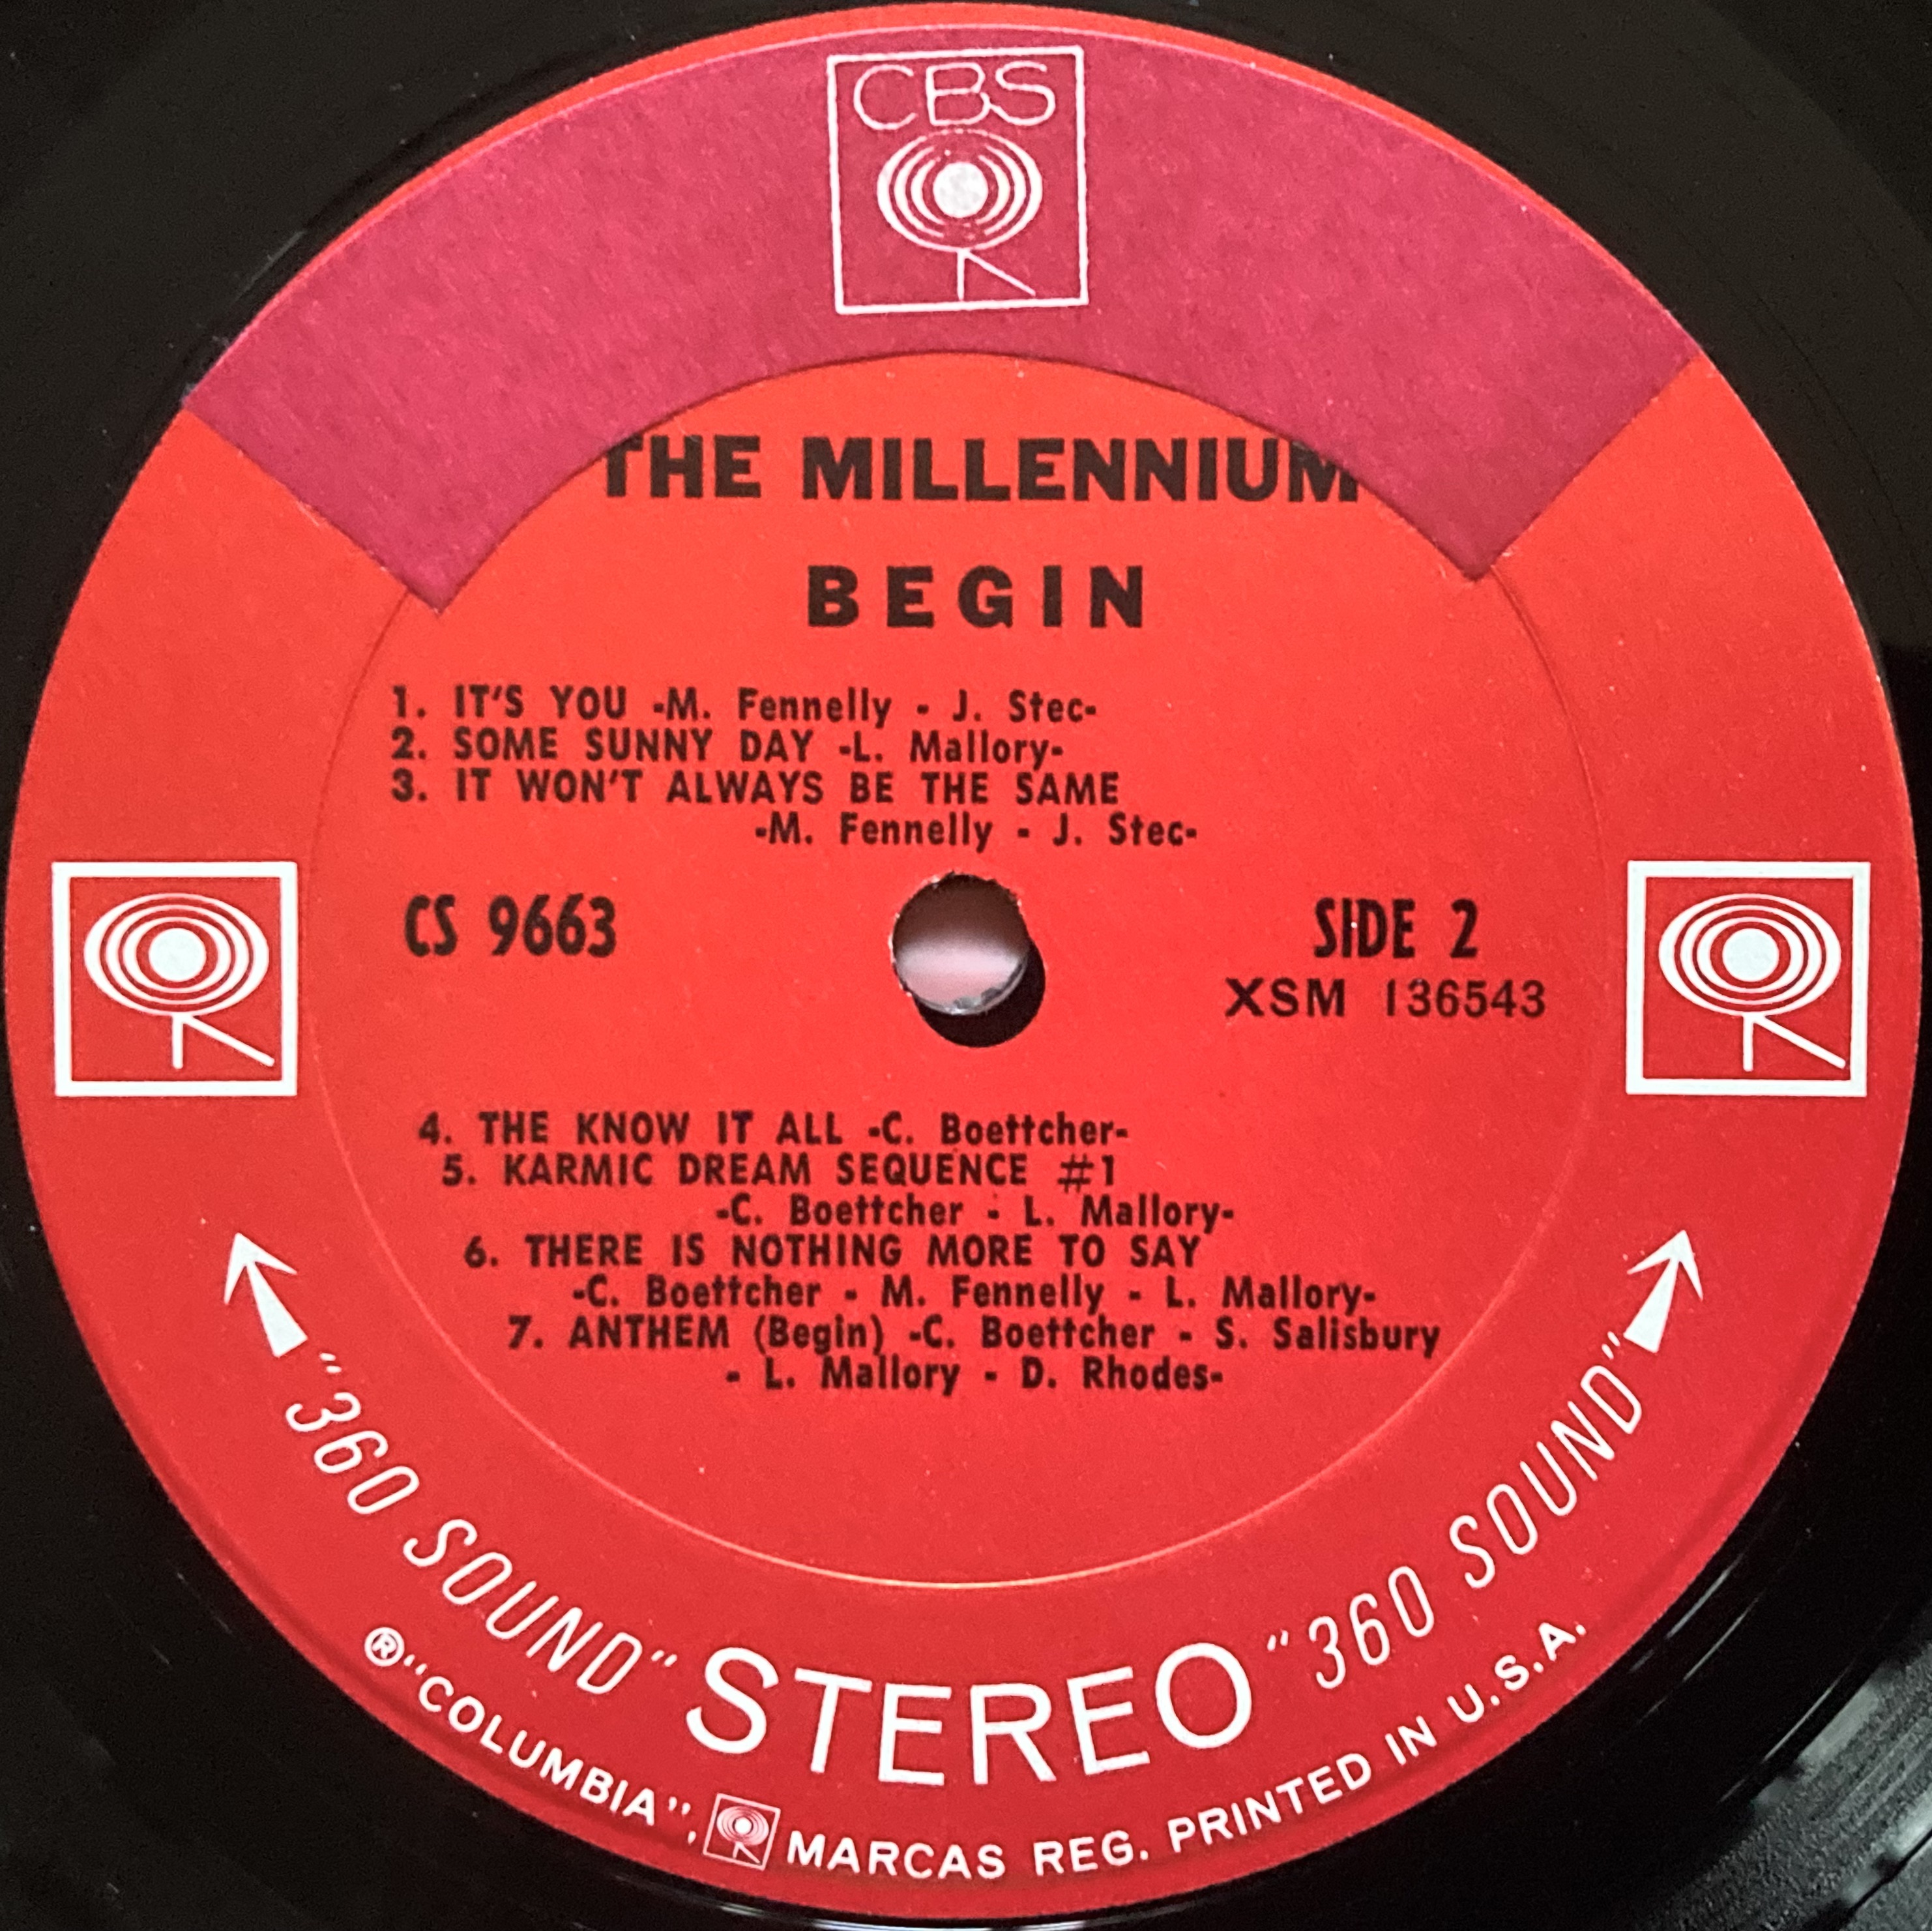 CBS
THE MILLENNIUM
BEGIN
1. IT'S YOU -M. Fennelly - J. Stec-
2. SOME SUNNY DAY -L. Mallory-
3. IT WON'T ALWAYS BE THE SAME
-M. Fennelly - J. Stec-
CS 9663
SIDE 2
XSM 136543
4. THE KNOW IT ALL -C. Boettcher-
5. KARMIC DREAM SEQUENCE #1
-C. Boettcher - L. Mallory-
6. THERE IS NOTHING MORE TO SAY
-C. Boettcher - M. Fennelly - L. Mallory-
7. ANTHEM (Begin) -C. Boettcher - S. Salisbury
- L. Mallory - D. Rhodes-
"360 SOUND" STEREO "360 SOUND"
® "COLUMBIA", MARCAS REG. PRINTED IN U.S.A.